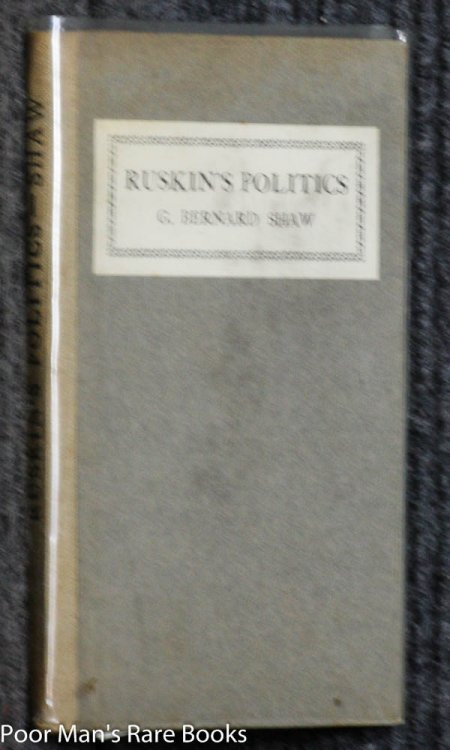 RUSKIN'S POLITICS
G. BERNARD SHAW
RUSKIN'S POLITICS - SHAW
Poor Man's Rare Books